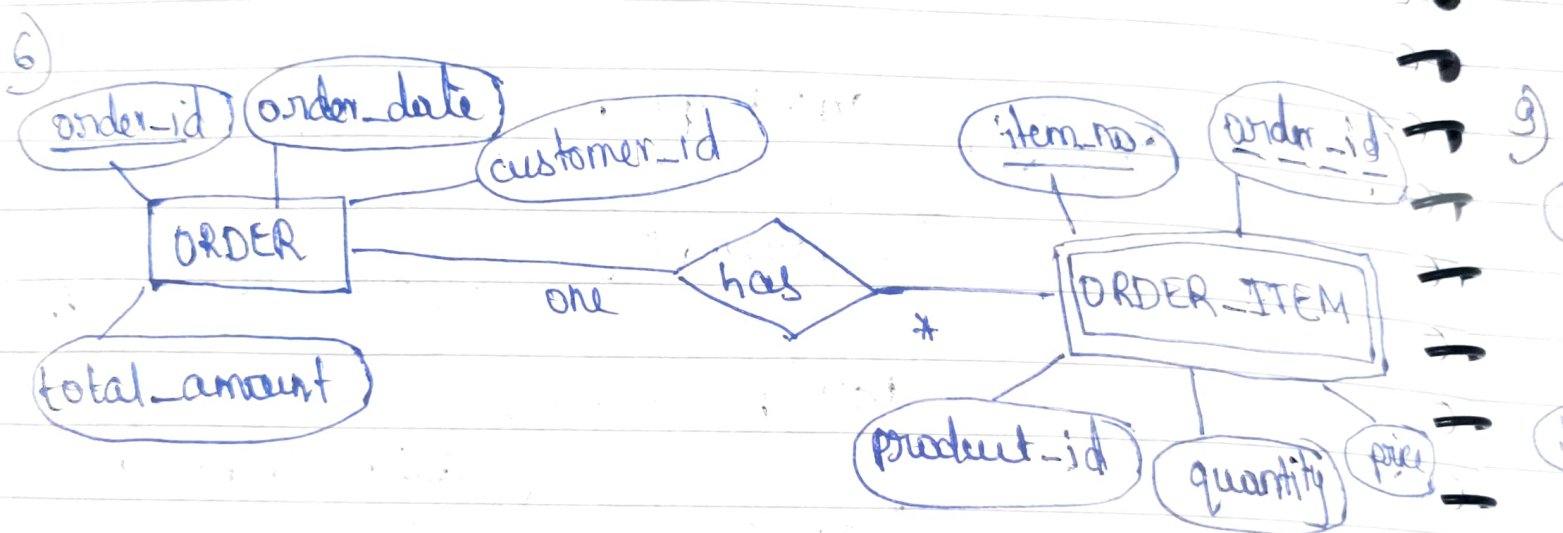 6)
order_id order_date
customer_id
item_no. order_id
9)
ORDER
has
one
*
ORDER_ITEM
total_amount
product_id quantity price